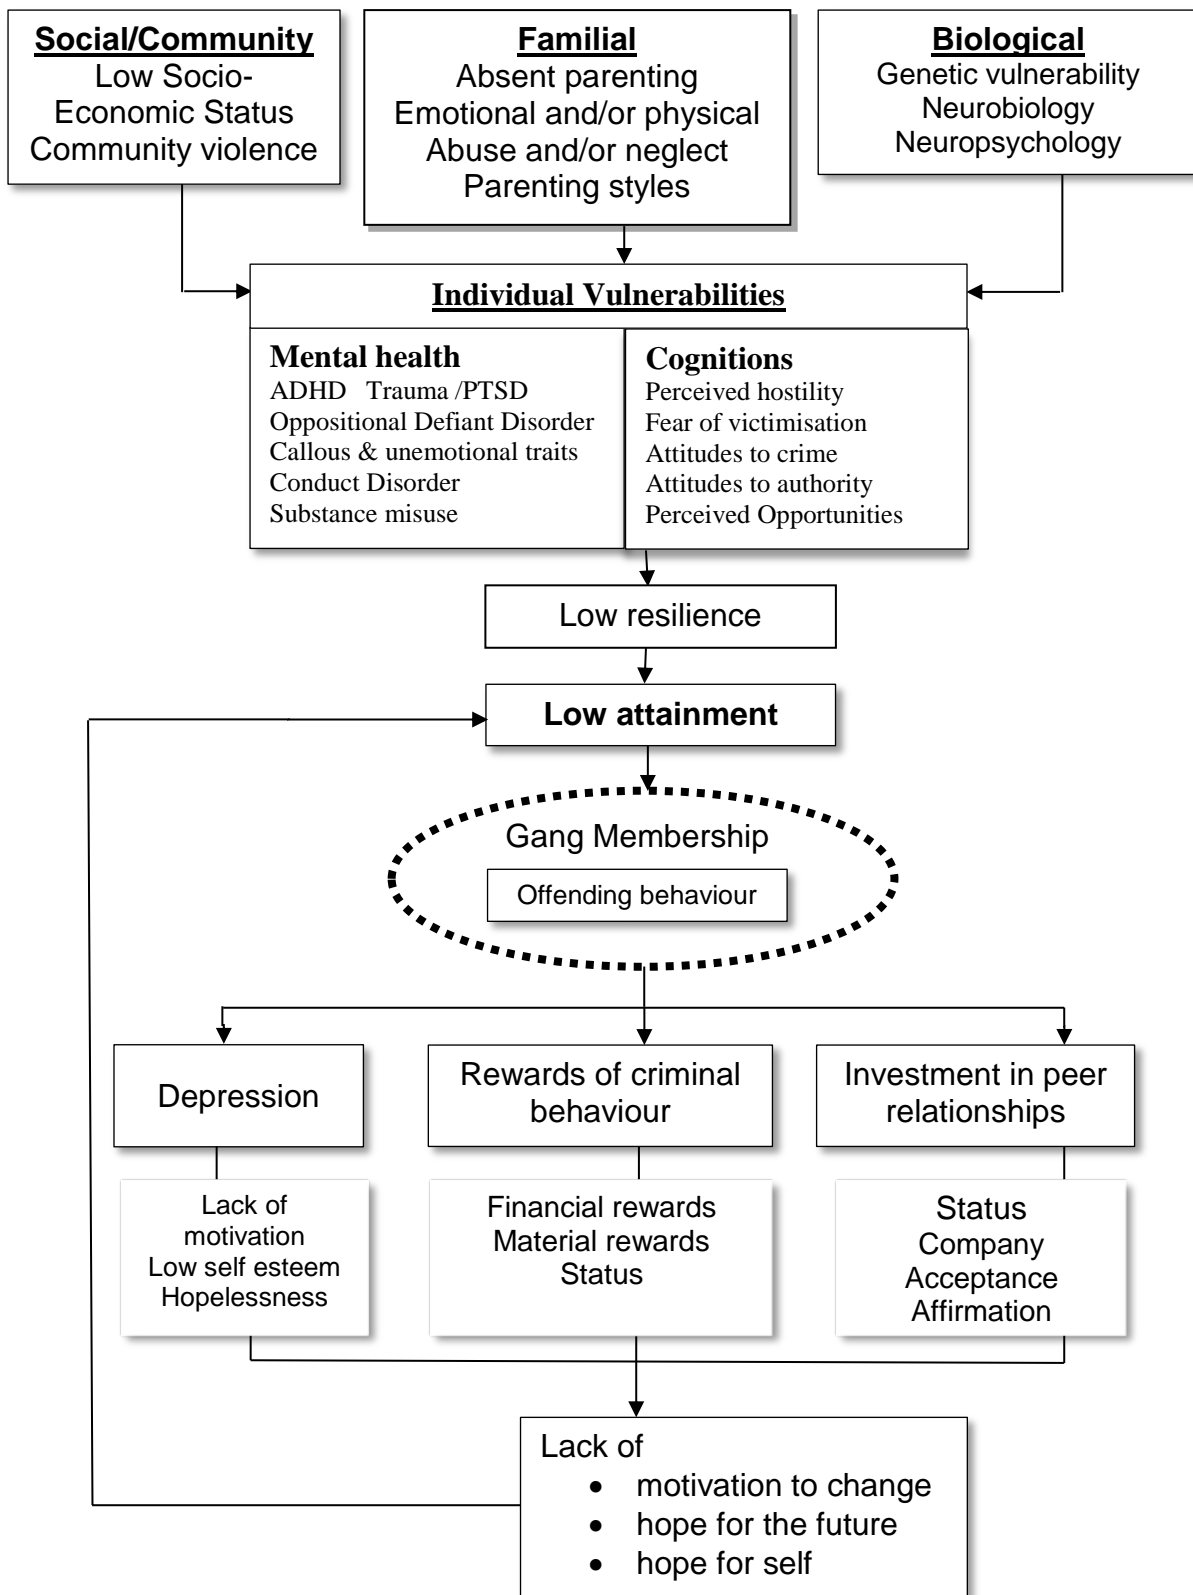 Social/Community
Low Socio-
Economic Status
Community violence
Familial
Absent parenting
Emotional and/or physical
Abuse and/or neglect
Parenting styles
Biological
Genetic vulnerability
Neurobiology
Neuropsychology
Individual Vulnerabilities
Mental health
ADHD Trauma /PTSD
Oppositional Defiant Disorder
Callous & unemotional traits
Conduct Disorder
Substance misuse
Cognitions
Perceived hostility
Fear of victimisation
Attitudes to crime
Attitudes to authority
Perceived Opportunities
Low resilience
Low attainment
Gang Membership
Offending behaviour
Depression
Rewards of criminal
behaviour
Investment in peer
relationships
Lack of
motivation
Low self esteem
Hopelessness
Financial rewards
Material rewards
Status
Status
Company
Acceptance
Affirmation
Lack of
• motivation to change
• hope for the future
• hope for self